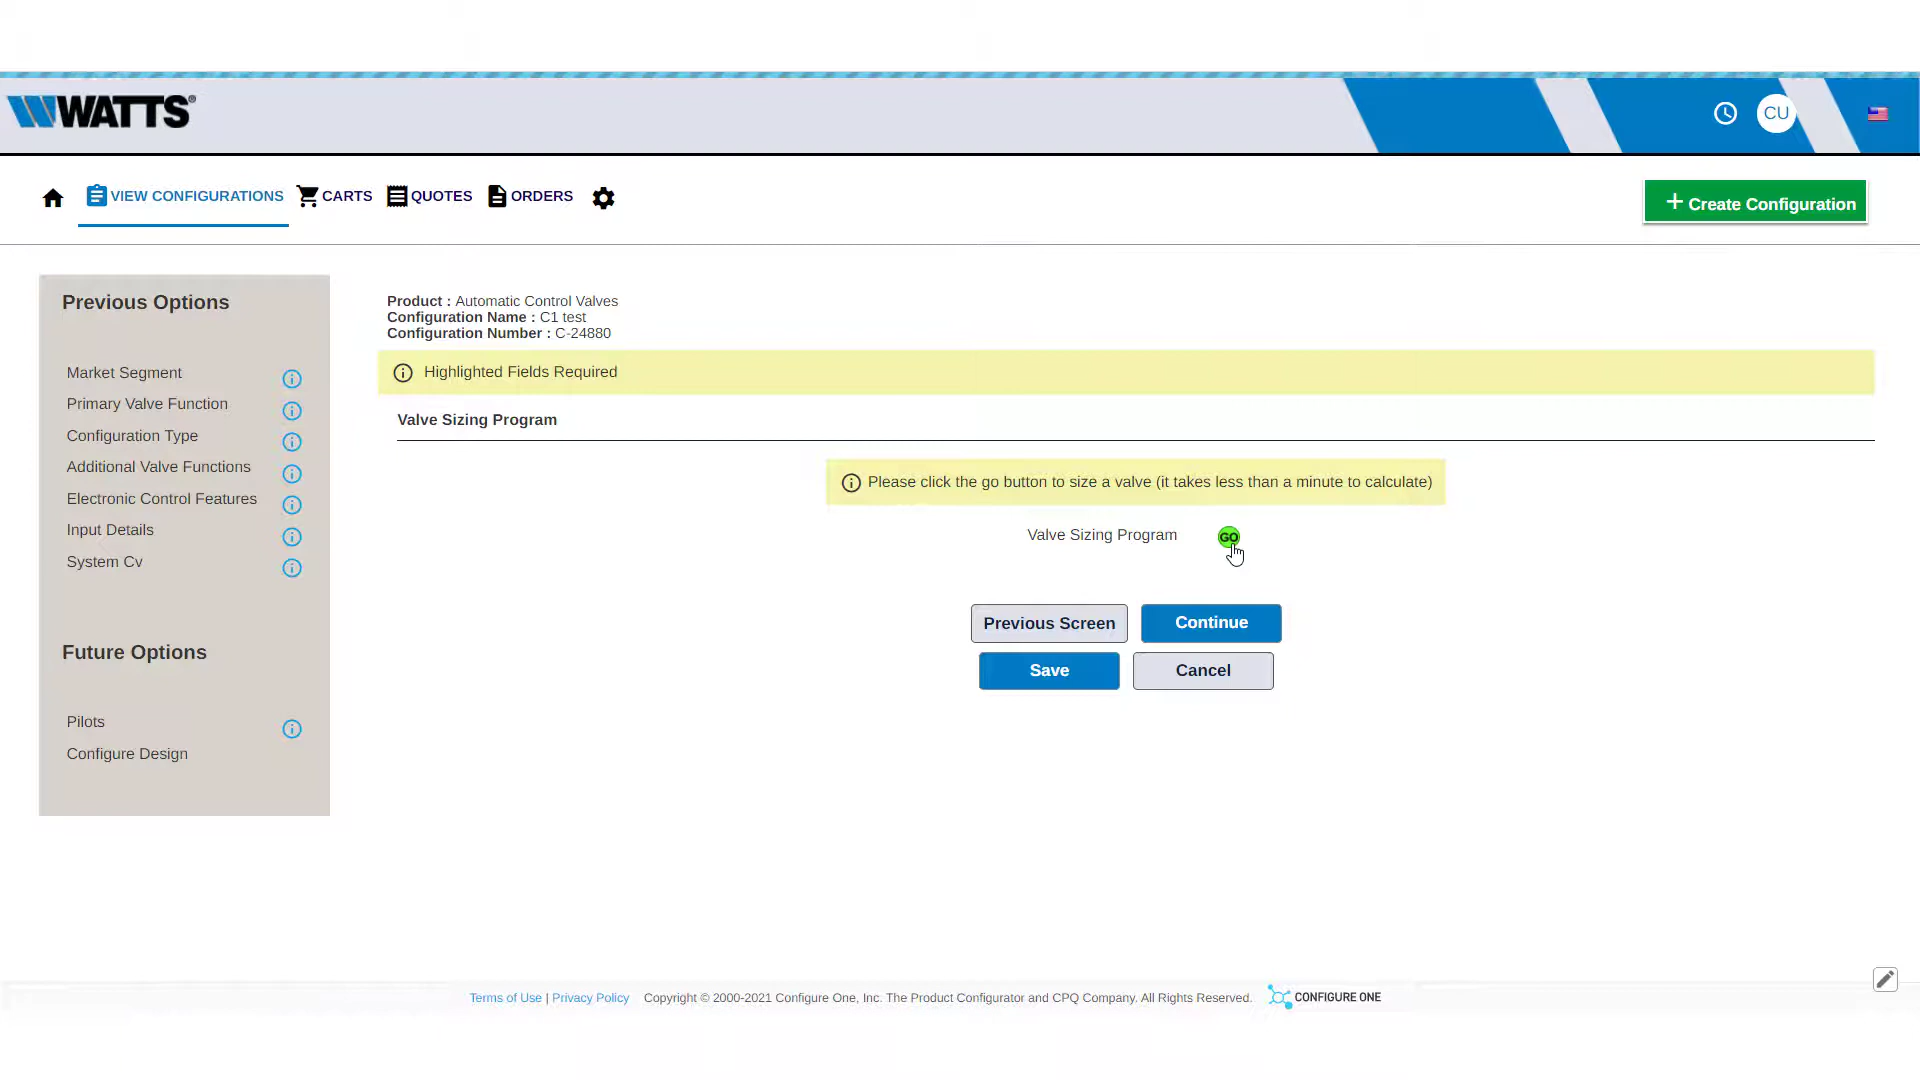 WATTS®
CU
VIEW CONFIGURATIONS
CARTS
QUOTES
ORDERS
+ Create Configuration
Previous Options
Market Segment
Primary Valve Function
Configuration Type
Additional Valve Functions
Electronic Control Features
Input Details
System Cv
Future Options
Pilots
Configure Design
Product : Automatic Control Valves
Configuration Name : C1 test
Configuration Number : C-24880
Highlighted Fields Required
Valve Sizing Program
Please click the go button to size a valve (it takes less than a minute to calculate)
Valve Sizing Program GO
Previous Screen Continue
Save Cancel
Terms of Use | Privacy Policy Copyright © 2000-2021 Configure One, Inc. The Product Configurator and CPQ Company. All Rights Reserved. CONFIGURE ONE